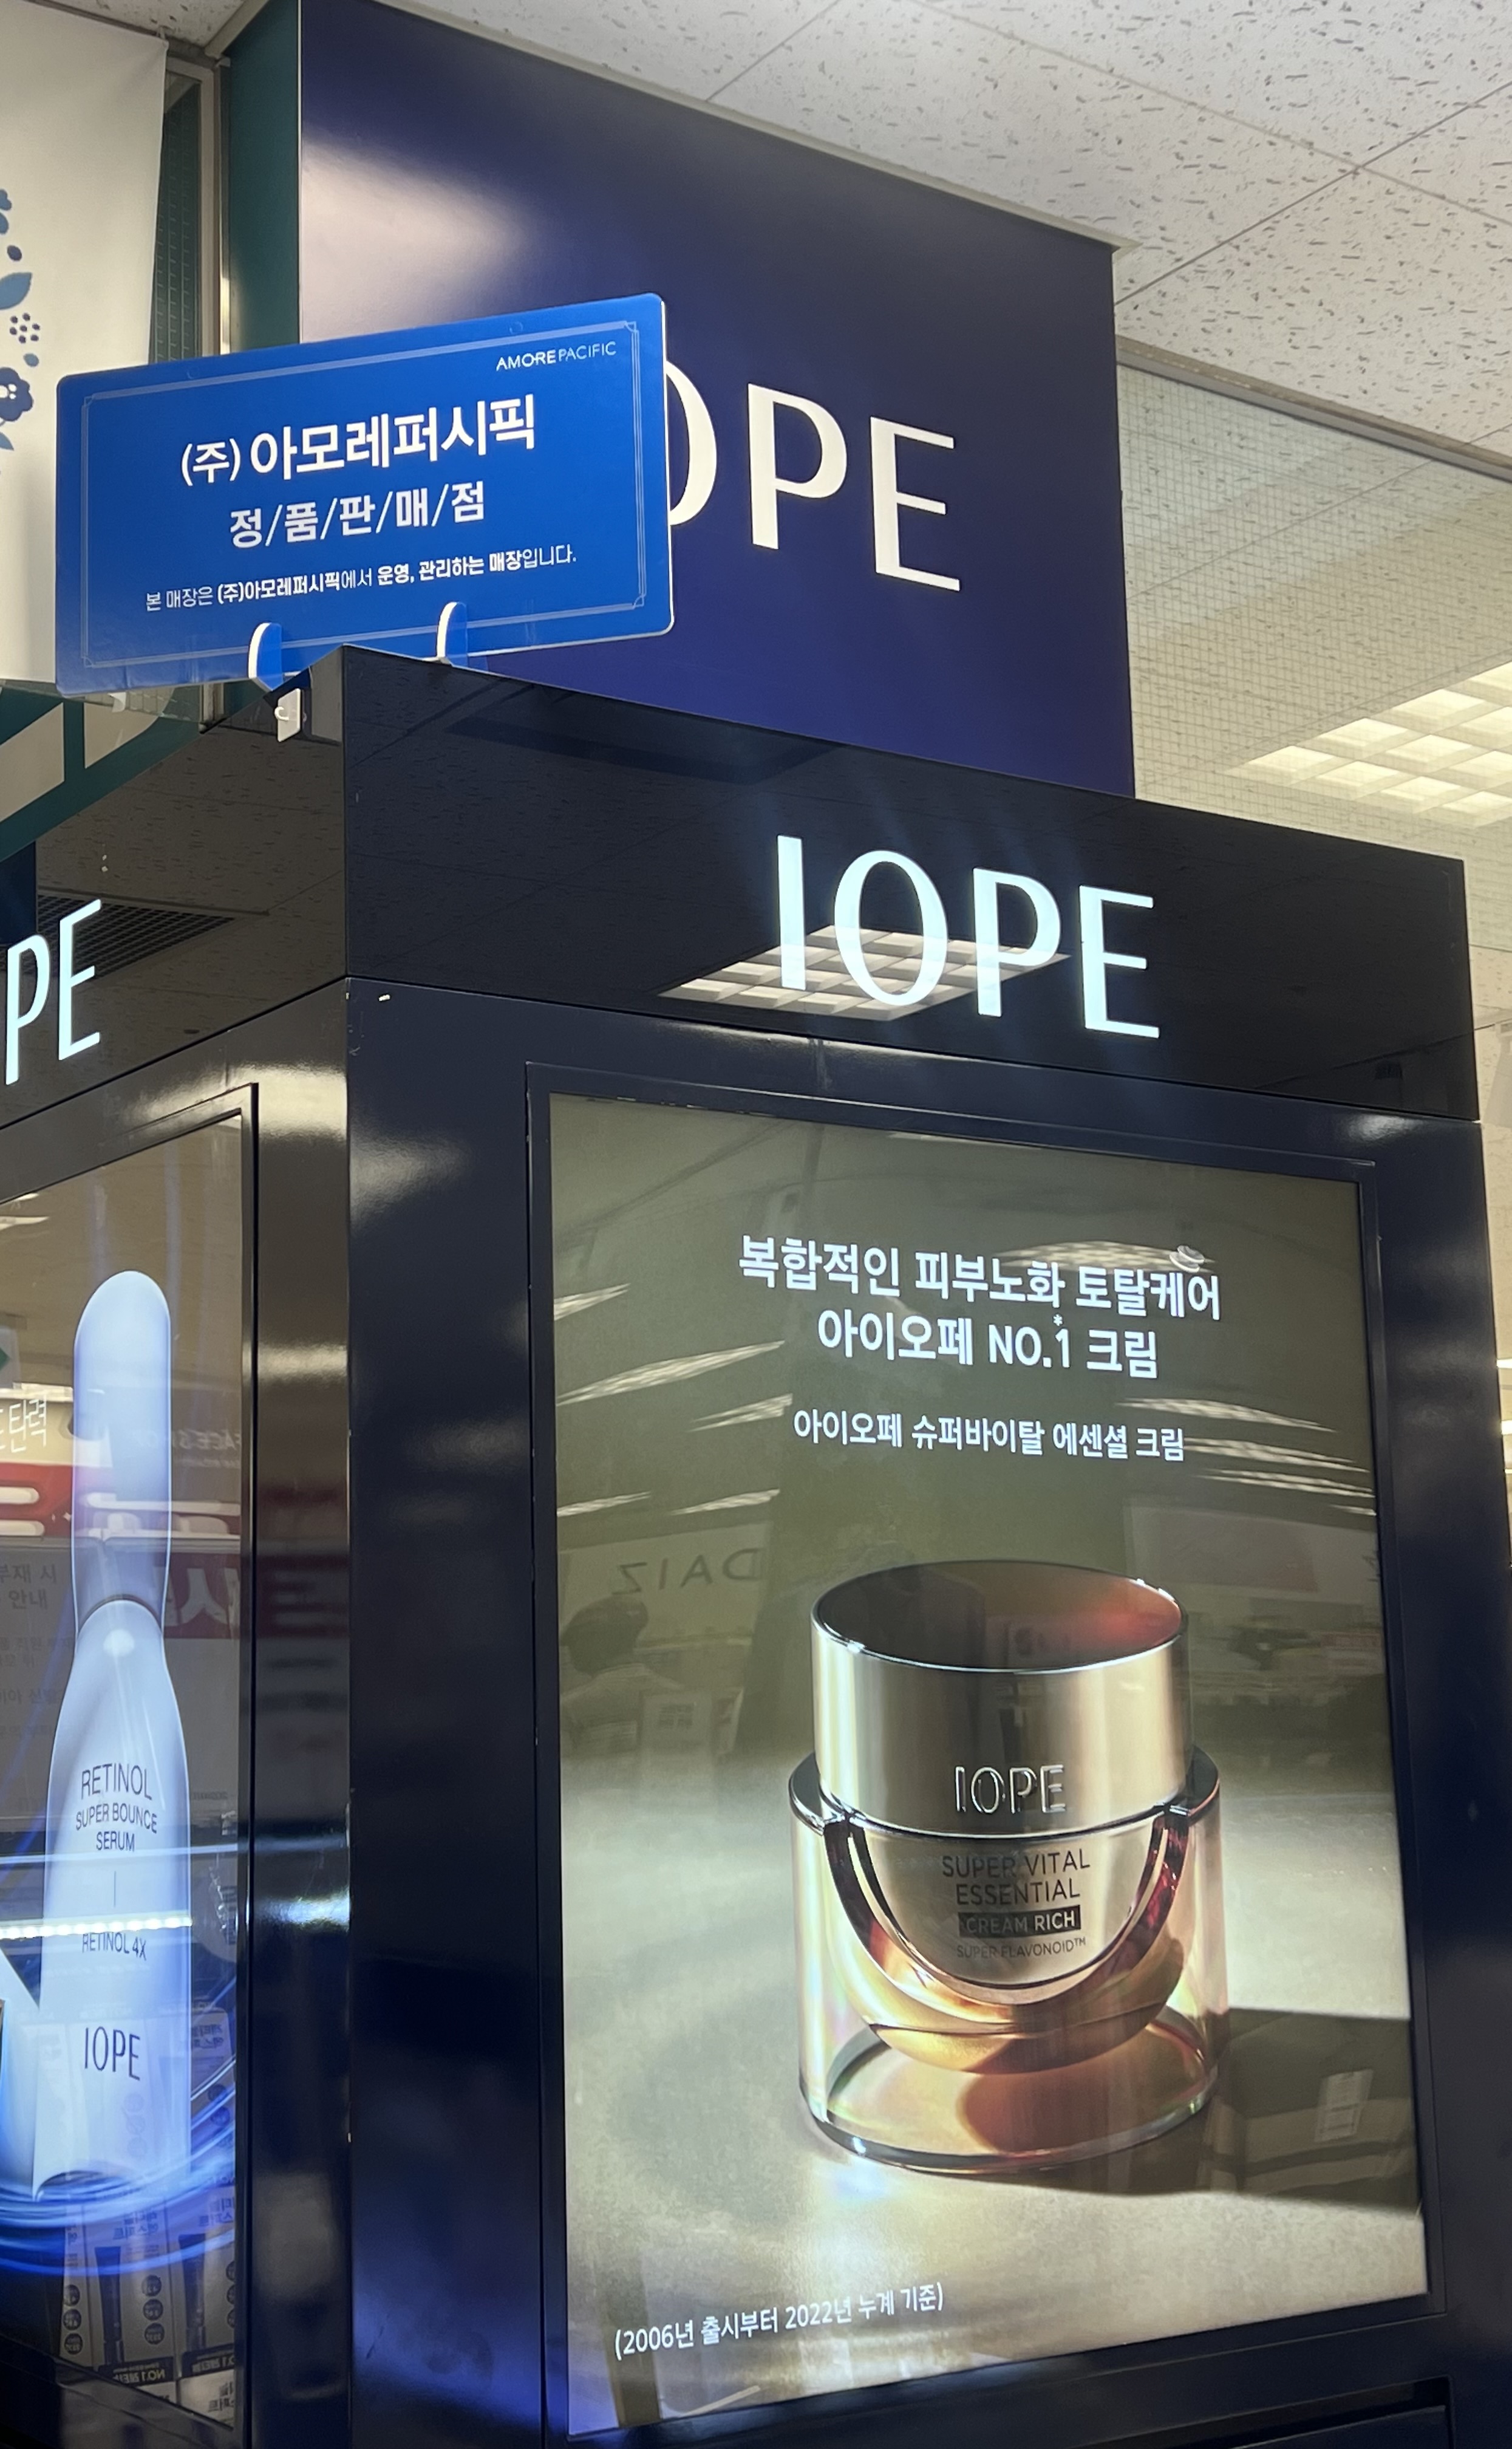 AMOREPACIFIC
(주) 아모레퍼시픽
정/품/판/매/점
본 매장은 (주)아모레퍼시픽에서 운영, 관리하는 매장입니다.
OPE
IOPE
PE
복합적인 피부노화 토탈케어
아이오페 NO.1* 크림
아이오페 슈퍼바이탈 에센셜 크림
IOPE
SUPER VITAL
ESSENTIAL
CREAM RICH
SUPER FLAVONOID™
(2006년 출시부터 2022년 누계 기준)
탄력
RETINOL
SUPER BOUNCE
SERUM
RETINOL 4X
IOPE